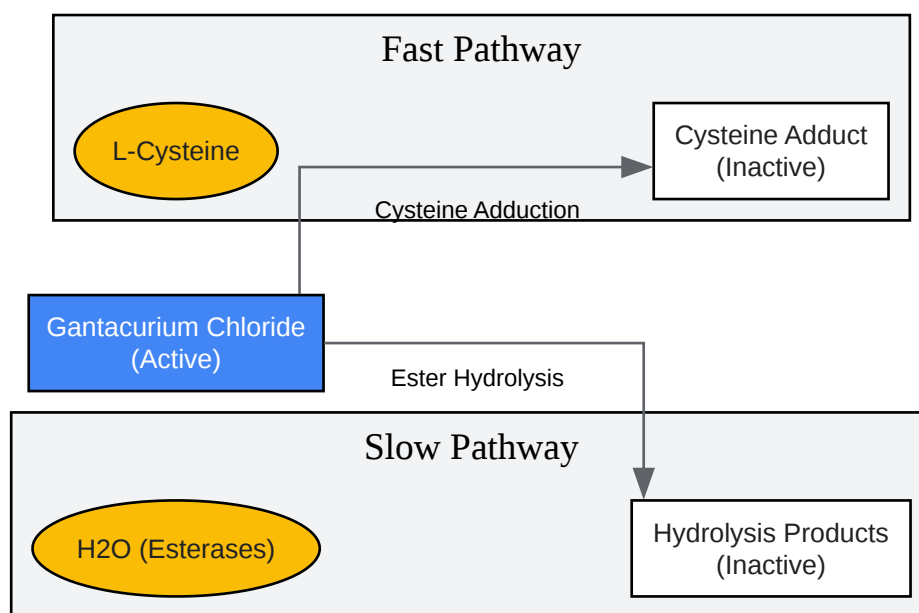 Fast Pathway
L-Cysteine
Cysteine Adduct
(Inactive)
Cysteine Adduction
Gantacurium Chloride
(Active)
Ester Hydrolysis
Slow Pathway
H2O (Esterases)
Hydrolysis Products
(Inactive)